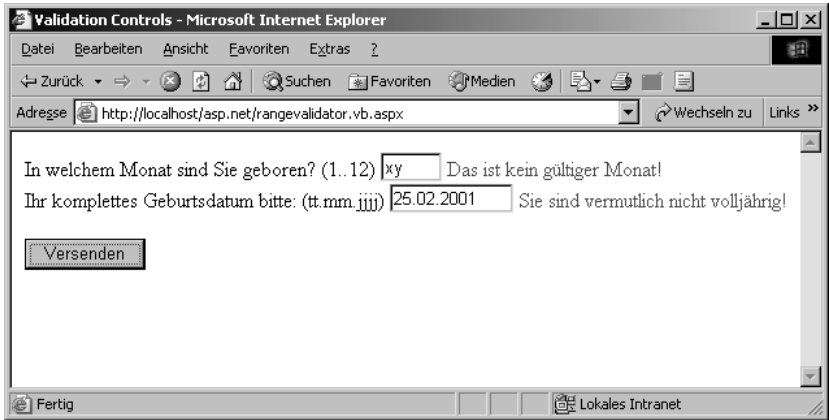 Validation Controls - Microsoft Internet Explorer
Datei Bearbeiten Ansicht Favoriten Extras ?
Zurück Suchen Favoriten Medien
Adresse http://localhost/asp.net/rangevalidator.vb.aspx Wechseln zu Links »
In welchem Monat sind Sie geboren? (1..12) xy Das ist kein gültiger Monat!
Ihr komplettes Geburtsdatum bitte: (tt.mm.jjjj) 25.02.2001 Sie sind vermutlich nicht volljährig!
Versenden
Fertig Lokales Intranet